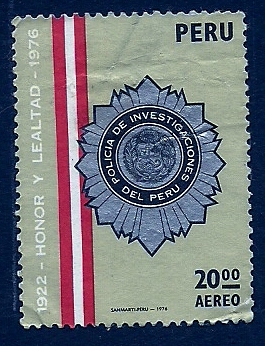 PERU
1922 - HONOR Y LEALTAD - 1976
POLICIA DE INVESTIGACIONES
DEL PERU
20.00
AEREO
SANMARTI-PERU — 1976